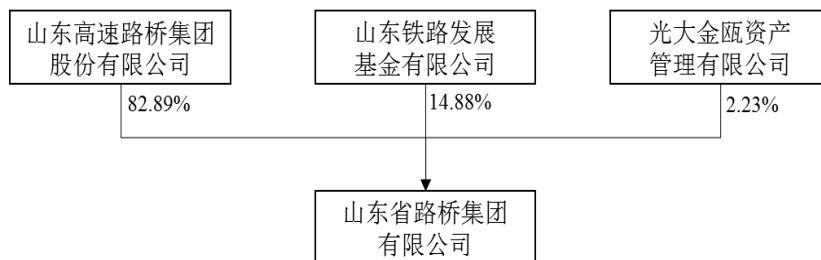 山东高速路桥集团
股份有限公司
山东铁路发展
基金有限公司
光大金瓯资产
管理有限公司
82.89%
14.88%
2.23%
山东省路桥集团
有限公司